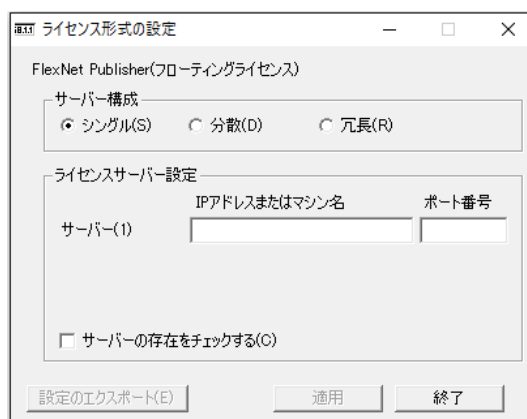 i8.1.1 ライセンス形式の設定
FlexNet Publisher(フローティングライセンス)
サーバー構成
シングル(S) 分散(D) 冗長(R)
ライセンスサーバー設定
IPアドレスまたはマシン名 ポート番号
サーバー(1)
サーバーの存在をチェックする(C)
設定のエクスポート(E) 適用 終了